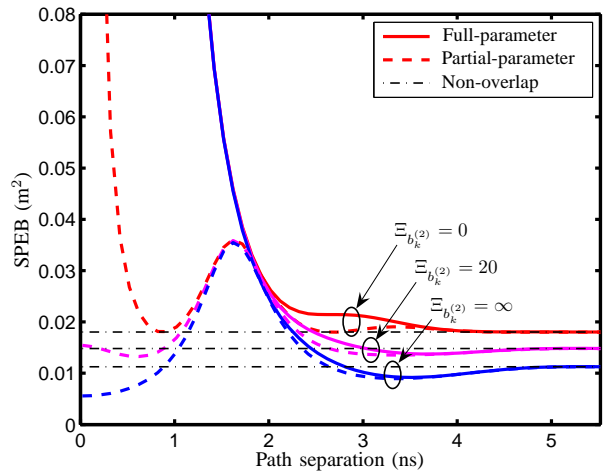 0.08
0.07
0.06
0.05
0.04
0.03
0.02
0.01
0
SPEB (m²)
Full-parameter
Partial-parameter
Non-overlap
Ξ_{b_k^{(2)}} = 0
Ξ_{b_k^{(2)}} = 20
Ξ_{b_k^{(2)}} = ∞
0 1 2 3 4 5
Path separation (ns)